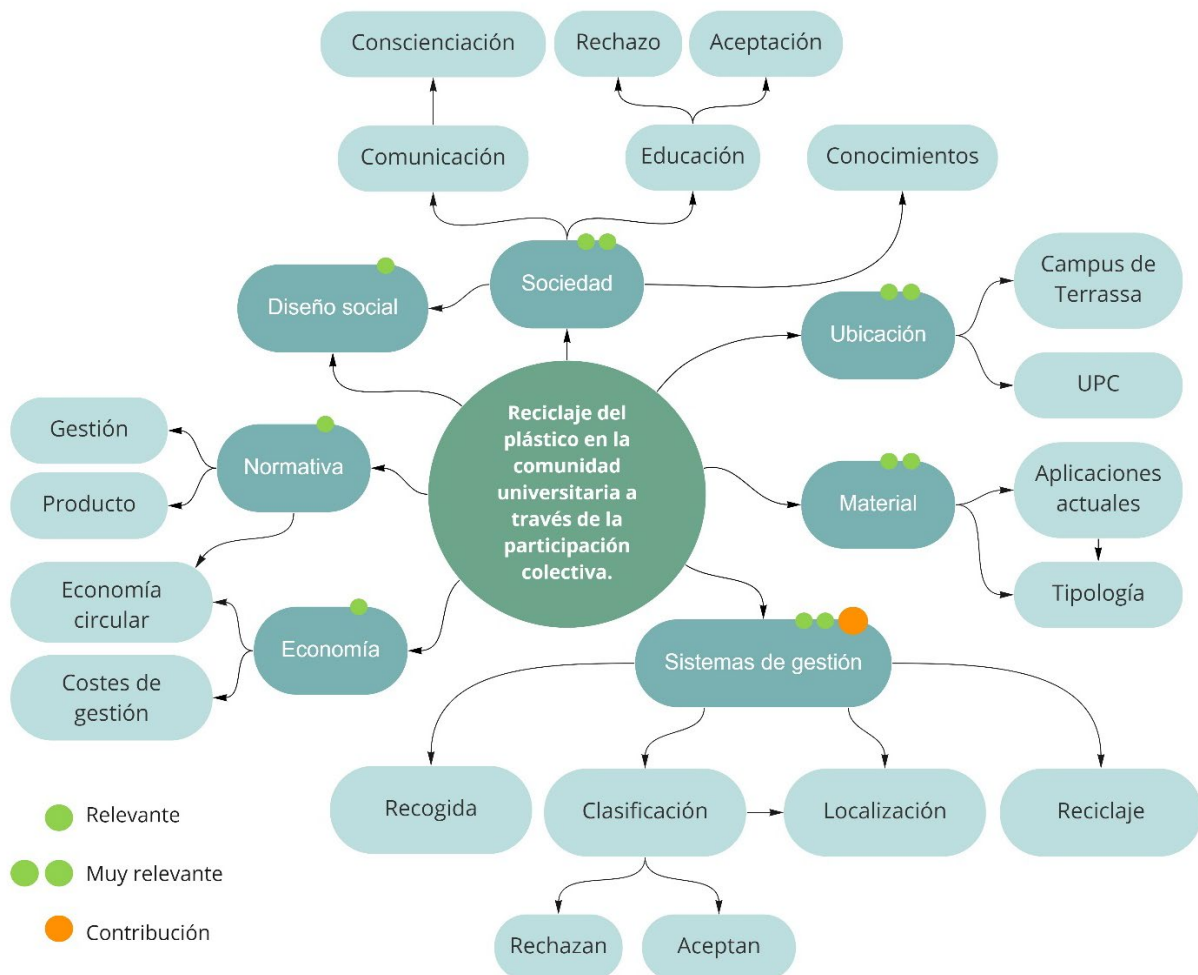 Conscienciación
Rechazo
Aceptación
Comunicación
Educación
Conocimientos
Sociedad
Diseño social
Campus de
Terrassa
Ubicación
UPC
Reciclaje del
plástico en la
comunidad
universitaria a
través de la
participación
colectiva.
Gestión
Normativa
Producto
Material
Aplicaciones
actuales
Tipología
Economía
circular
Economía
Costes de
gestión
Sistemas de gestión
Recogida
Clasificación
Localización
Reciclaje
Rechazan
Aceptan
Relevante
Muy relevante
Contribución